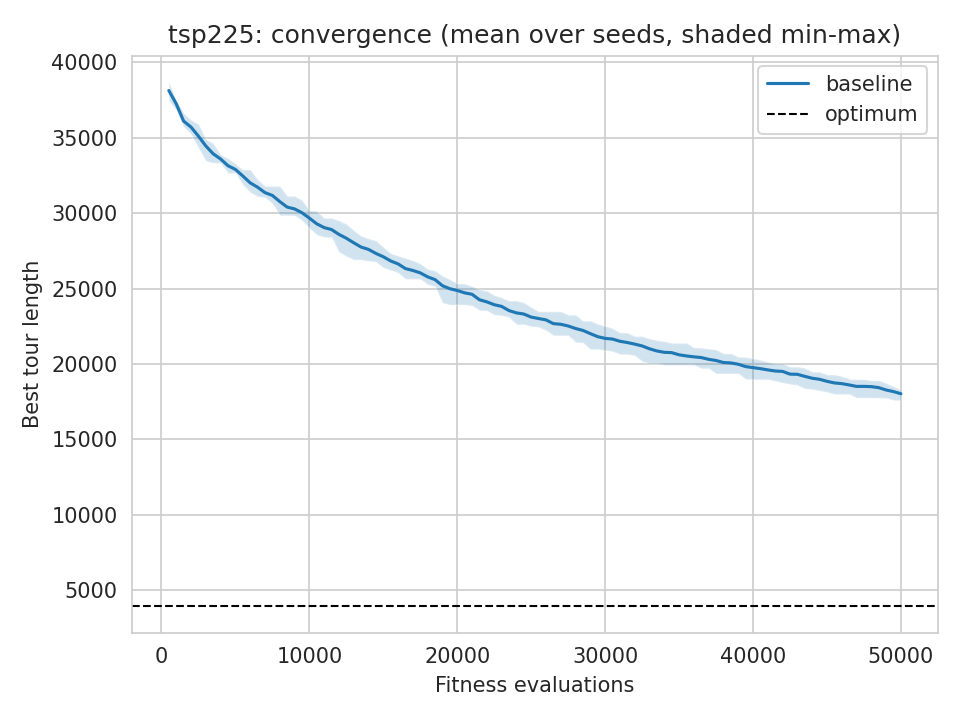 tsp225: convergence (mean over seeds, shaded min-max)
baseline
optimum
Best tour length
40000
35000
30000
25000
20000
15000
10000
5000
0 10000 20000 30000 40000 50000
Fitness evaluations